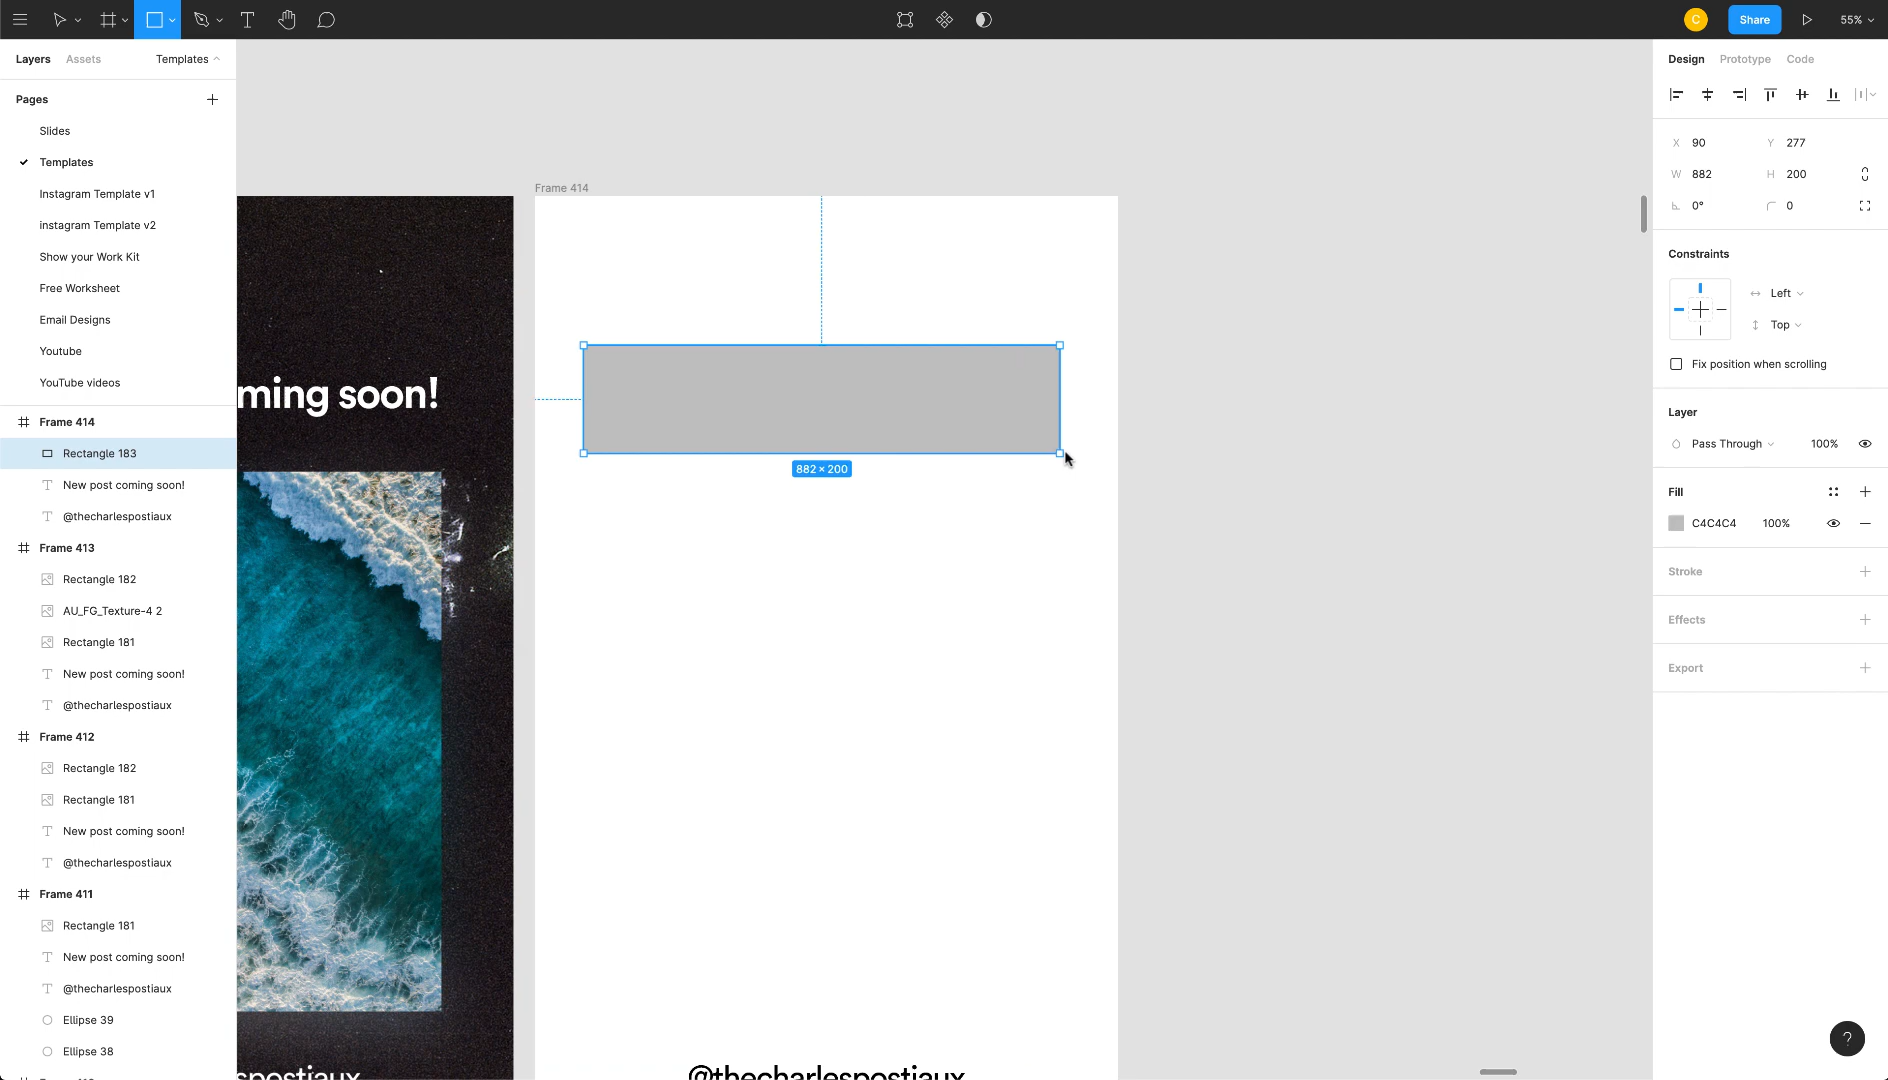 C
Share
55%
Layers
Assets
Templates
Pages
Slides
Templates
Instagram Template v1
instagram Template v2
Show your Work Kit
Free Worksheet
Email Designs
Youtube
YouTube videos
Frame 414
Rectangle 183
New post coming soon!
@thecharlespostiaux
Frame 413
Rectangle 182
AU_FG_Texture-4 2
Rectangle 181
New post coming soon!
@thecharlespostiaux
Frame 412
Rectangle 182
Rectangle 181
New post coming soon!
@thecharlespostiaux
Frame 411
Rectangle 181
New post coming soon!
@thecharlespostiaux
Ellipse 39
Ellipse 38
Frame 414
ming soon!
882 × 200
spostiaux
@thecharlespostiaux
Design
Prototype
Code
X 90 Y 277
W 882 H 200
0° 0
Constraints
Left
Top
Fix position when scrolling
Layer
Pass Through 100%
Fill
C4C4C4 100%
Stroke
Effects
Export
?